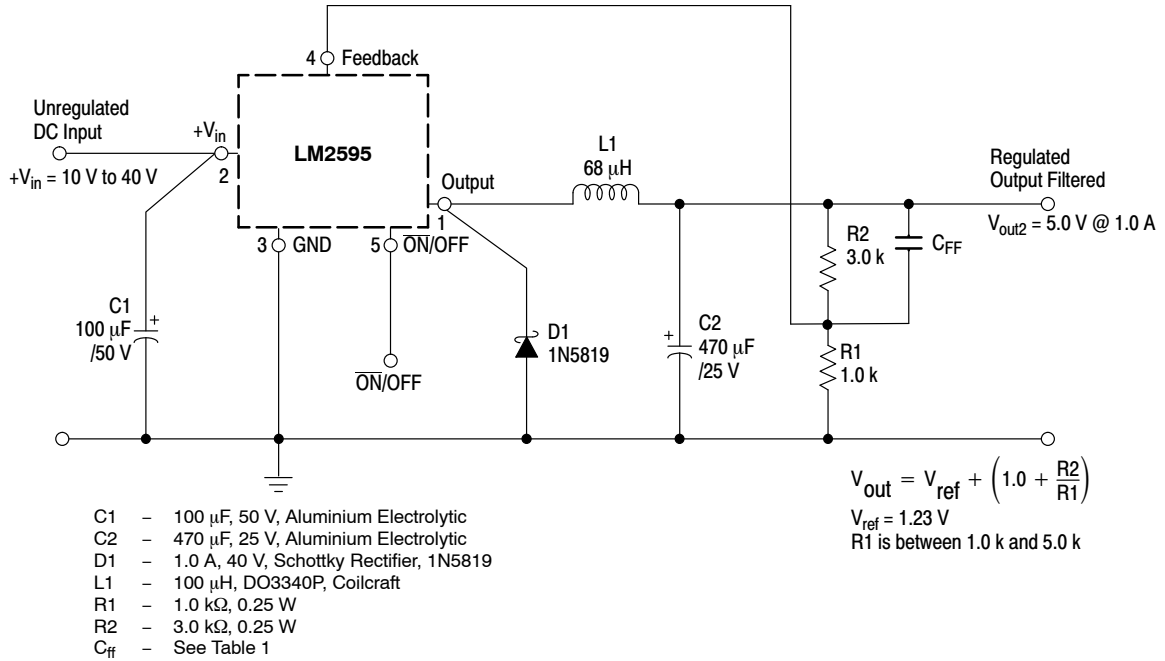 4 Feedback
Unregulated
DC Input
+Vin
+Vin = 10 V to 40 V
2
LM2595
L1
68 μH
Output
1
Regulated
Output Filtered
Vout2 = 5.0 V @ 1.0 A
3 GND
5 ON/OFF
R2
3.0 k
CFF
C1
100 μF
/50 V
+
ON/OFF
D1
1N5819
+
C2
470 μF
/25 V
R1
1.0 k
Vout = Vref + (1.0 + R2/R1)
Vref = 1.23 V
R1 is between 1.0 k and 5.0 k
C1 – 100 μF, 50 V, Aluminium Electrolytic
C2 – 470 μF, 25 V, Aluminium Electrolytic
D1 – 1.0 A, 40 V, Schottky Rectifier, 1N5819
L1 – 100 μH, DO3340P, Coilcraft
R1 – 1.0 kΩ, 0.25 W
R2 – 3.0 kΩ, 0.25 W
Cff – See Table 1